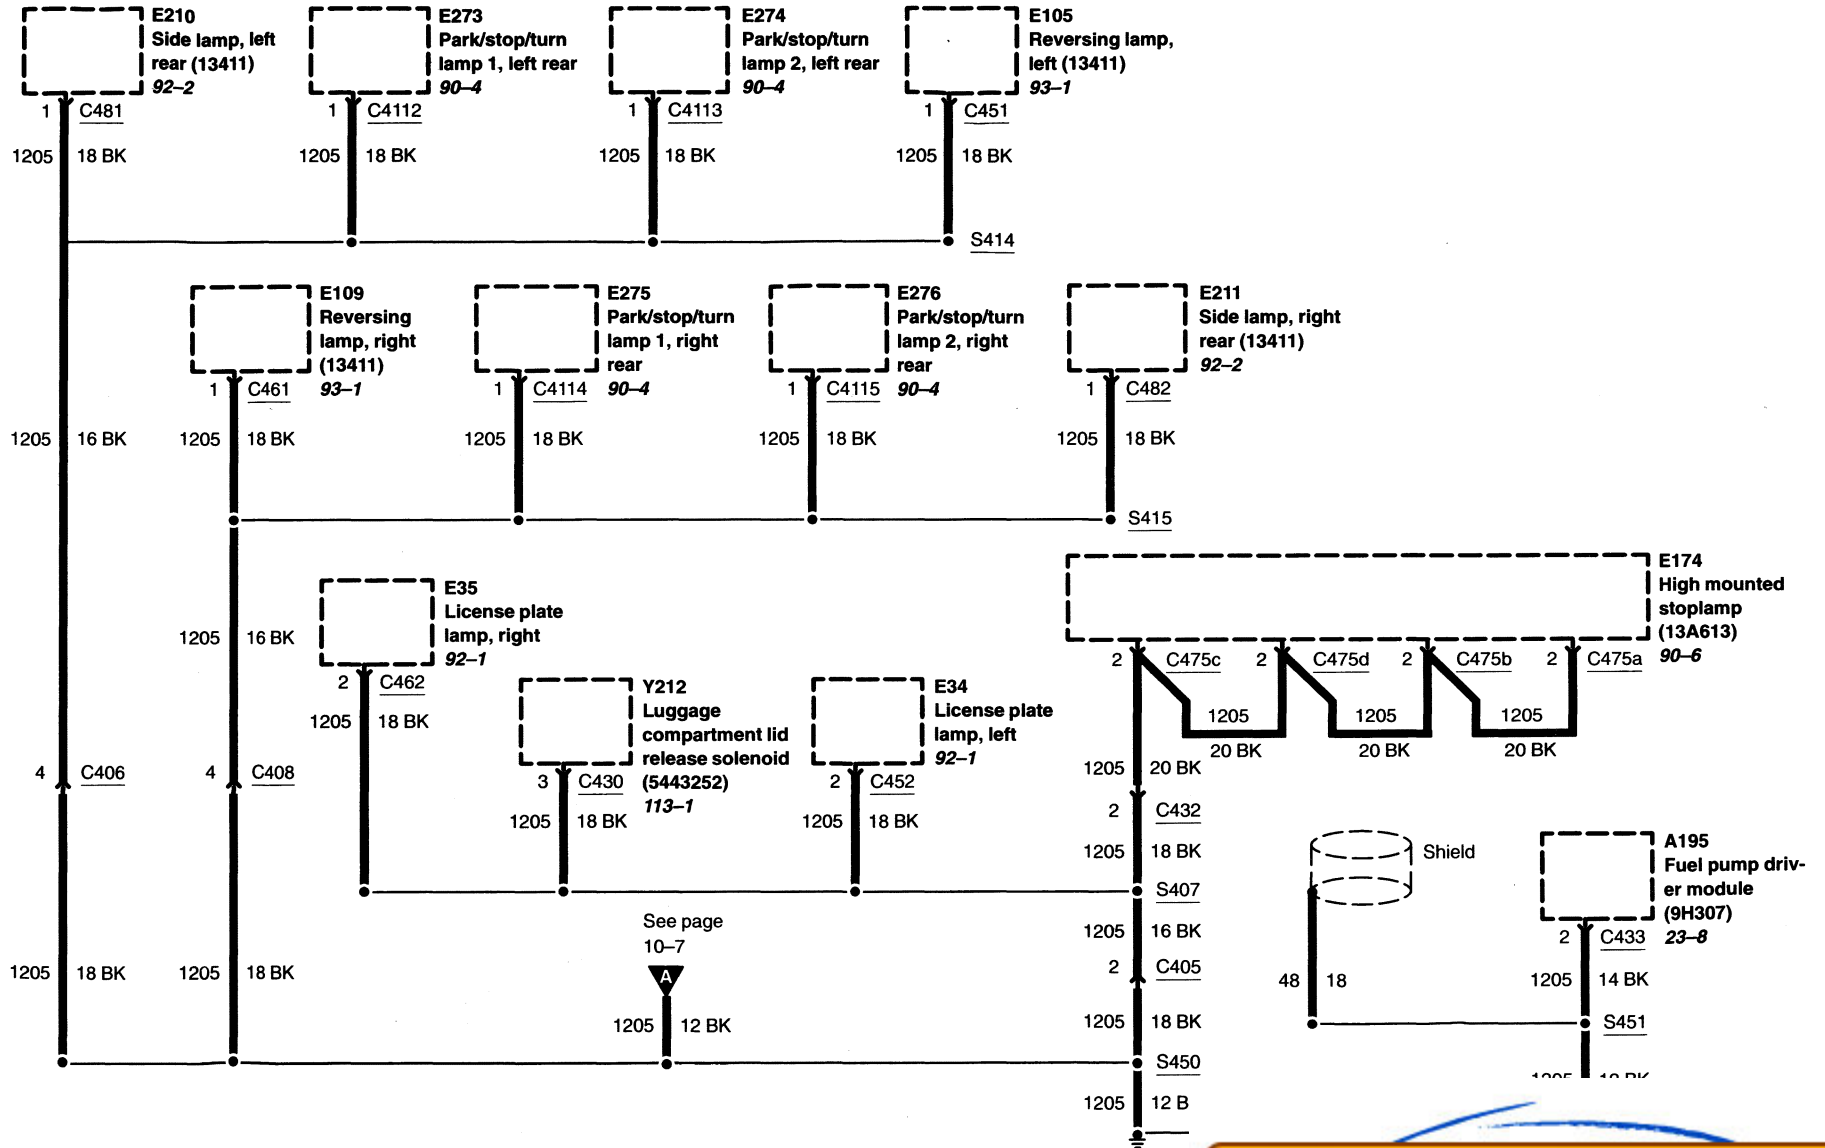 E210
Side lamp, left
rear (13411)
92–2
E273
Park/stop/turn
lamp 1, left rear
90–4
E274
Park/stop/turn
lamp 2, left rear
90–4
E105
Reversing lamp,
left (13411)
93–1
1 C481
1 C4112
1 C4113
1 C451
1205 18 BK
1205 18 BK
1205 18 BK
1205 18 BK
S414
E109
Reversing
lamp, right
(13411)
93–1
E275
Park/stop/turn
lamp 1, right
rear
90–4
E276
Park/stop/turn
lamp 2, right
rear
90–4
E211
Side lamp, right
rear (13411)
92–2
1 C461
1 C4114
1 C4115
1 C482
1205 16 BK
1205 18 BK
1205 18 BK
1205 18 BK
1205 18 BK
S415
E174
High mounted
stoplamp
(13A613)
90–6
E35
License plate
lamp, right
92–1
1205 16 BK
2 C475c
2 C475d
2 C475b
2 C475a
2 C462
1205 18 BK
Y212
Luggage
compartment lid
release solenoid
(5443252)
113–1
E34
License plate
lamp, left
92–1
1205
20 BK
1205
20 BK
1205
20 BK
4 C406
4 C408
3 C430
2 C452
1205 20 BK
2 C432
1205 18 BK
1205 18 BK
1205 18 BK
Shield
A195
Fuel pump driv-
er module
(9H307)
23–8
S407
See page
10–7
A
1205 16 BK
2 C405
2 C433
1205 18 BK
1205 18 BK
48 18
1205 14 BK
1205 12 BK
1205 18 BK
S451
S450
1205 12 B